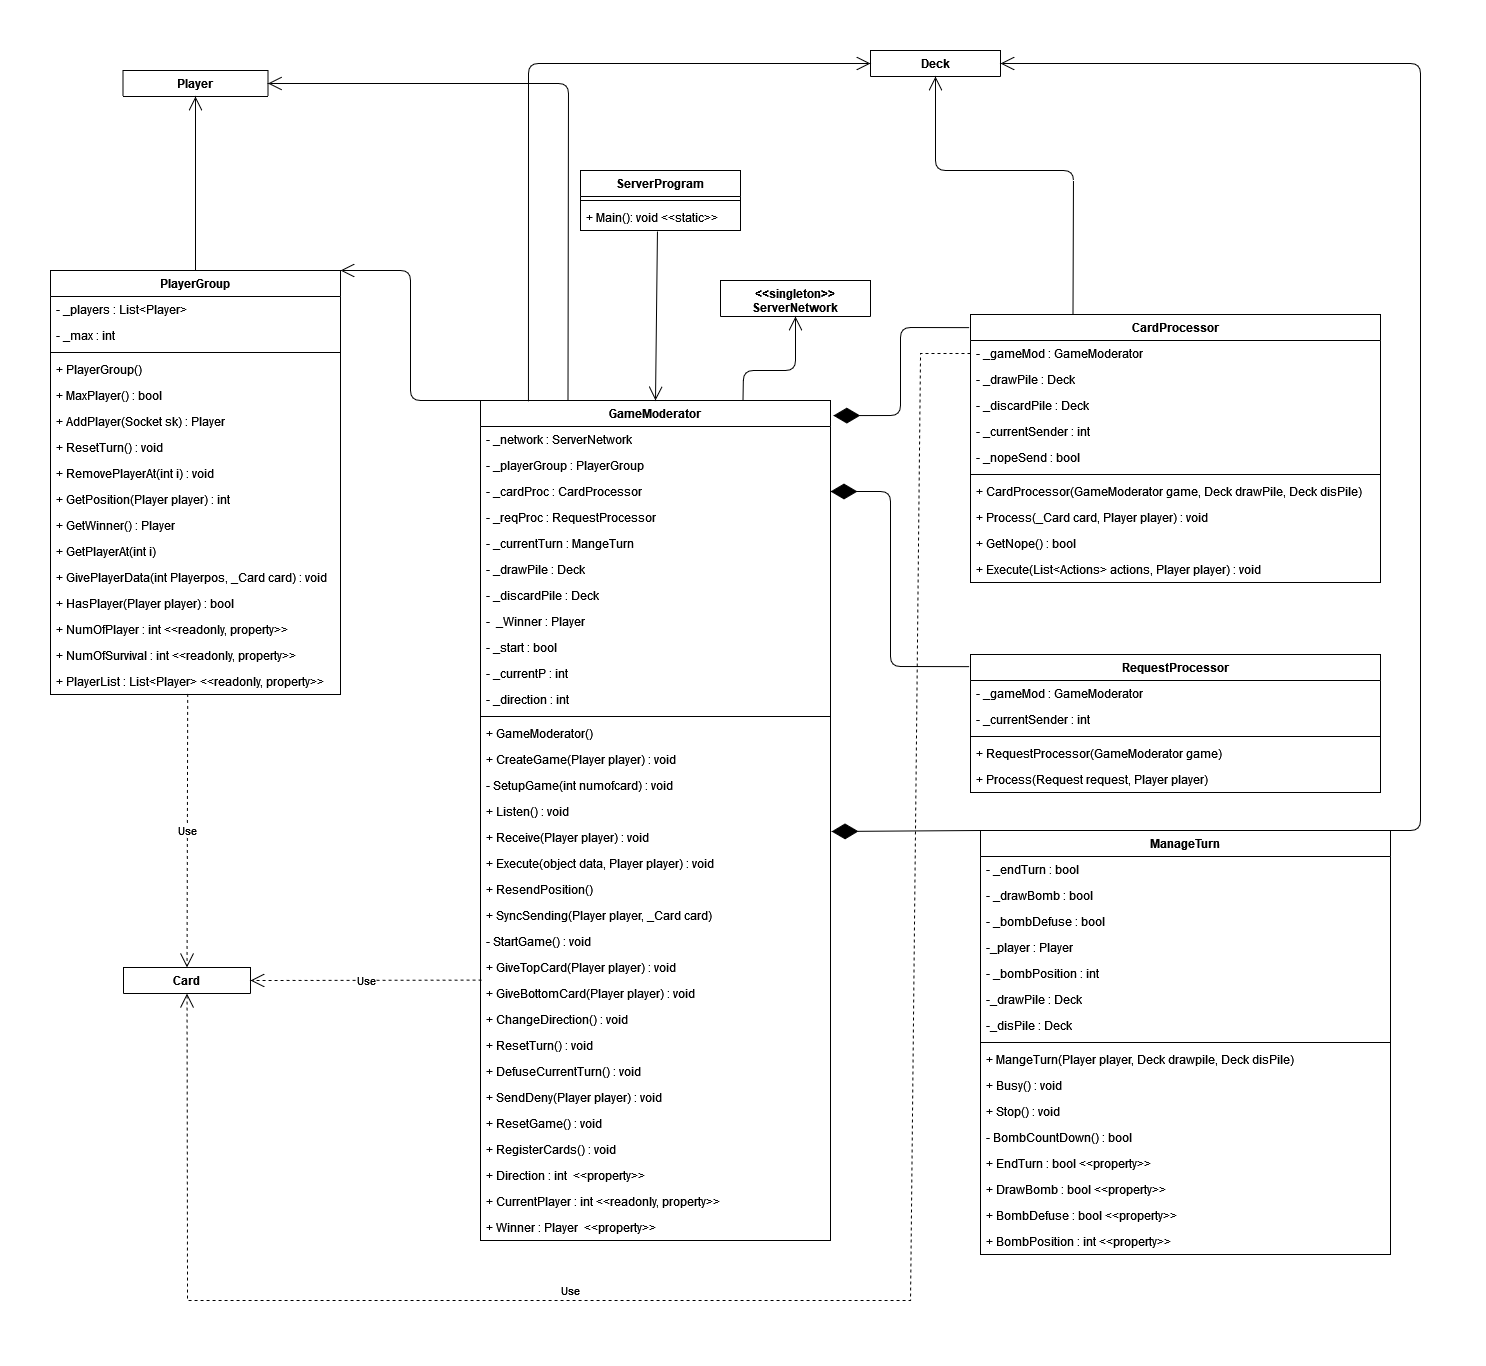 Player
Deck
ServerProgram
+ Main(): void <<static>>
<<singleton>>
ServerNetwork
PlayerGroup
- _players : List<Player>
- _max : int
+ PlayerGroup()
+ MaxPlayer() : bool
+ AddPlayer(Socket sk) : Player
+ ResetTurn() : void
+ RemovePlayerAt(int i) : void
+ GetPosition(Player player) : int
+ GetWinner() : Player
+ GetPlayerAt(int i)
+ GivePlayerData(int Playerpos, _Card card) : void
+ HasPlayer(Player player) : bool
+ NumOfPlayer : int <<readonly, property>>
+ NumOfSurvival : int <<readonly, property>>
+ PlayerList : List<Player> <<readonly, property>>
GameModerator
- _network : ServerNetwork
- _playerGroup : PlayerGroup
- _cardProc : CardProcessor
- _reqProc : RequestProcessor
- _currentTurn : MangeTurn
- _drawPile : Deck
- _discardPile : Deck
- _Winner : Player
- _start : bool
- _currentP : int
- _direction : int
+ GameModerator()
+ CreateGame(Player player) : void
- SetupGame(int numofcard) : void
+ Listen() : void
+ Receive(Player player) : void
+ Execute(object data, Player player) : void
+ ResendPosition()
+ SyncSending(Player player, _Card card)
- StartGame() : void
+ GiveTopCard(Player player) : void
+ GiveBottomCard(Player player) : void
+ ChangeDirection() : void
+ ResetTurn() : void
+ DefuseCurrentTurn() : void
+ SendDeny(Player player) : void
+ ResetGame() : void
+ RegisterCards() : void
+ Direction : int <<property>>
+ CurrentPlayer : int <<readonly, property>>
+ Winner : Player <<property>>
CardProcessor
- _gameMod : GameModerator
- _drawPile : Deck
- _discardPile : Deck
- _currentSender : int
- _nopeSend : bool
+ CardProcessor(GameModerator game, Deck drawPile, Deck disPile)
+ Process(_Card card, Player player) : void
+ GetNope() : bool
+ Execute(List<Actions> actions, Player player) : void
RequestProcessor
- _gameMod : GameModerator
- _currentSender : int
+ RequestProcessor(GameModerator game)
+ Process(Request request, Player player)
ManageTurn
- _endTurn : bool
- _drawBomb : bool
- _bombDefuse : bool
-_player : Player
- _bombPosition : int
-_drawPile : Deck
-_disPile : Deck
+ MangeTurn(Player player, Deck drawpile, Deck disPile)
+ Busy() : void
+ Stop() : void
- BombCountDown() : bool
+ EndTurn : bool <<property>>
+ DrawBomb : bool <<property>>
+ BombDefuse : bool <<property>>
+ BombPosition : int <<property>>
Use
Card
Use
Use